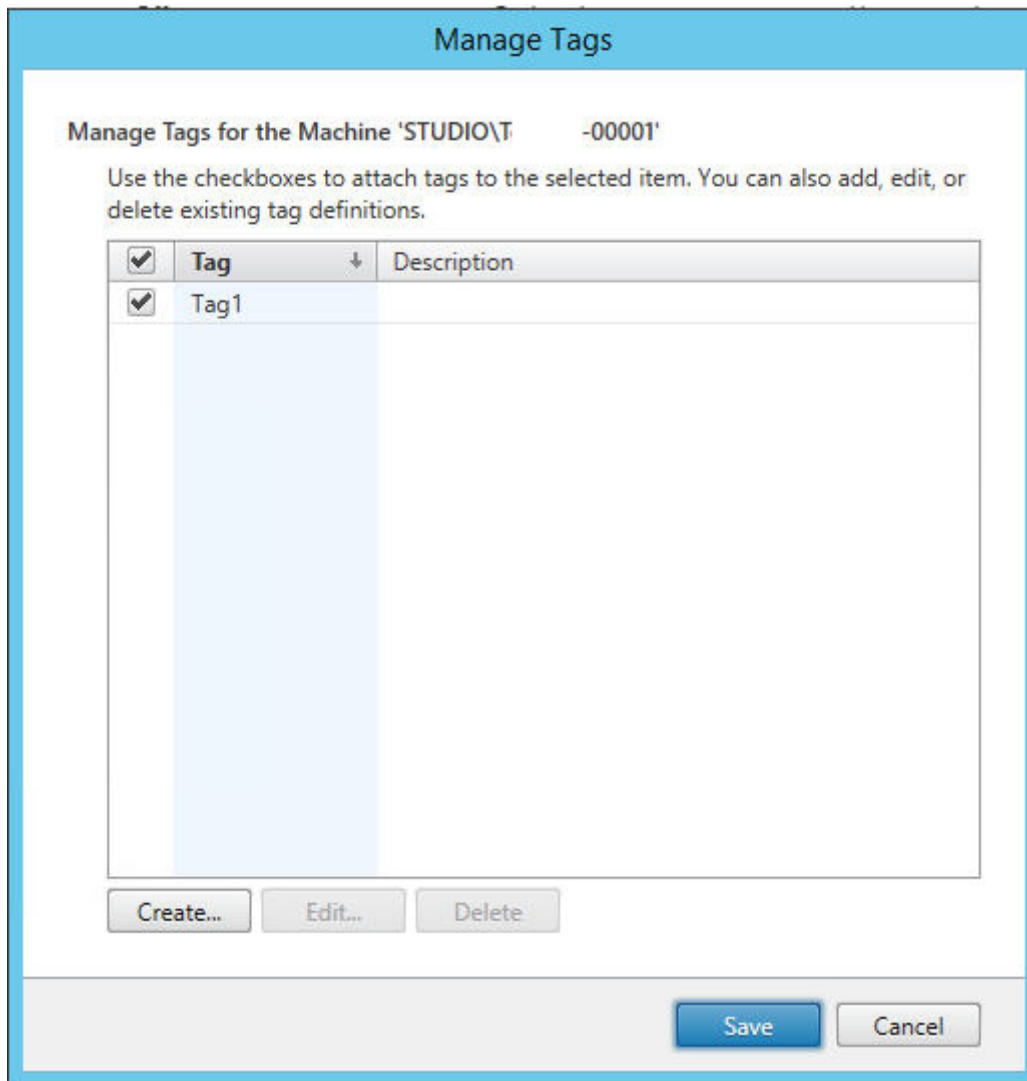 Manage Tags
Manage Tags for the Machine 'STUDIO\T -00001'
Use the checkboxes to attach tags to the selected item. You can also add, edit, or
delete existing tag definitions.
Tag Description
Tag1
Create... Edit... Delete
Save Cancel